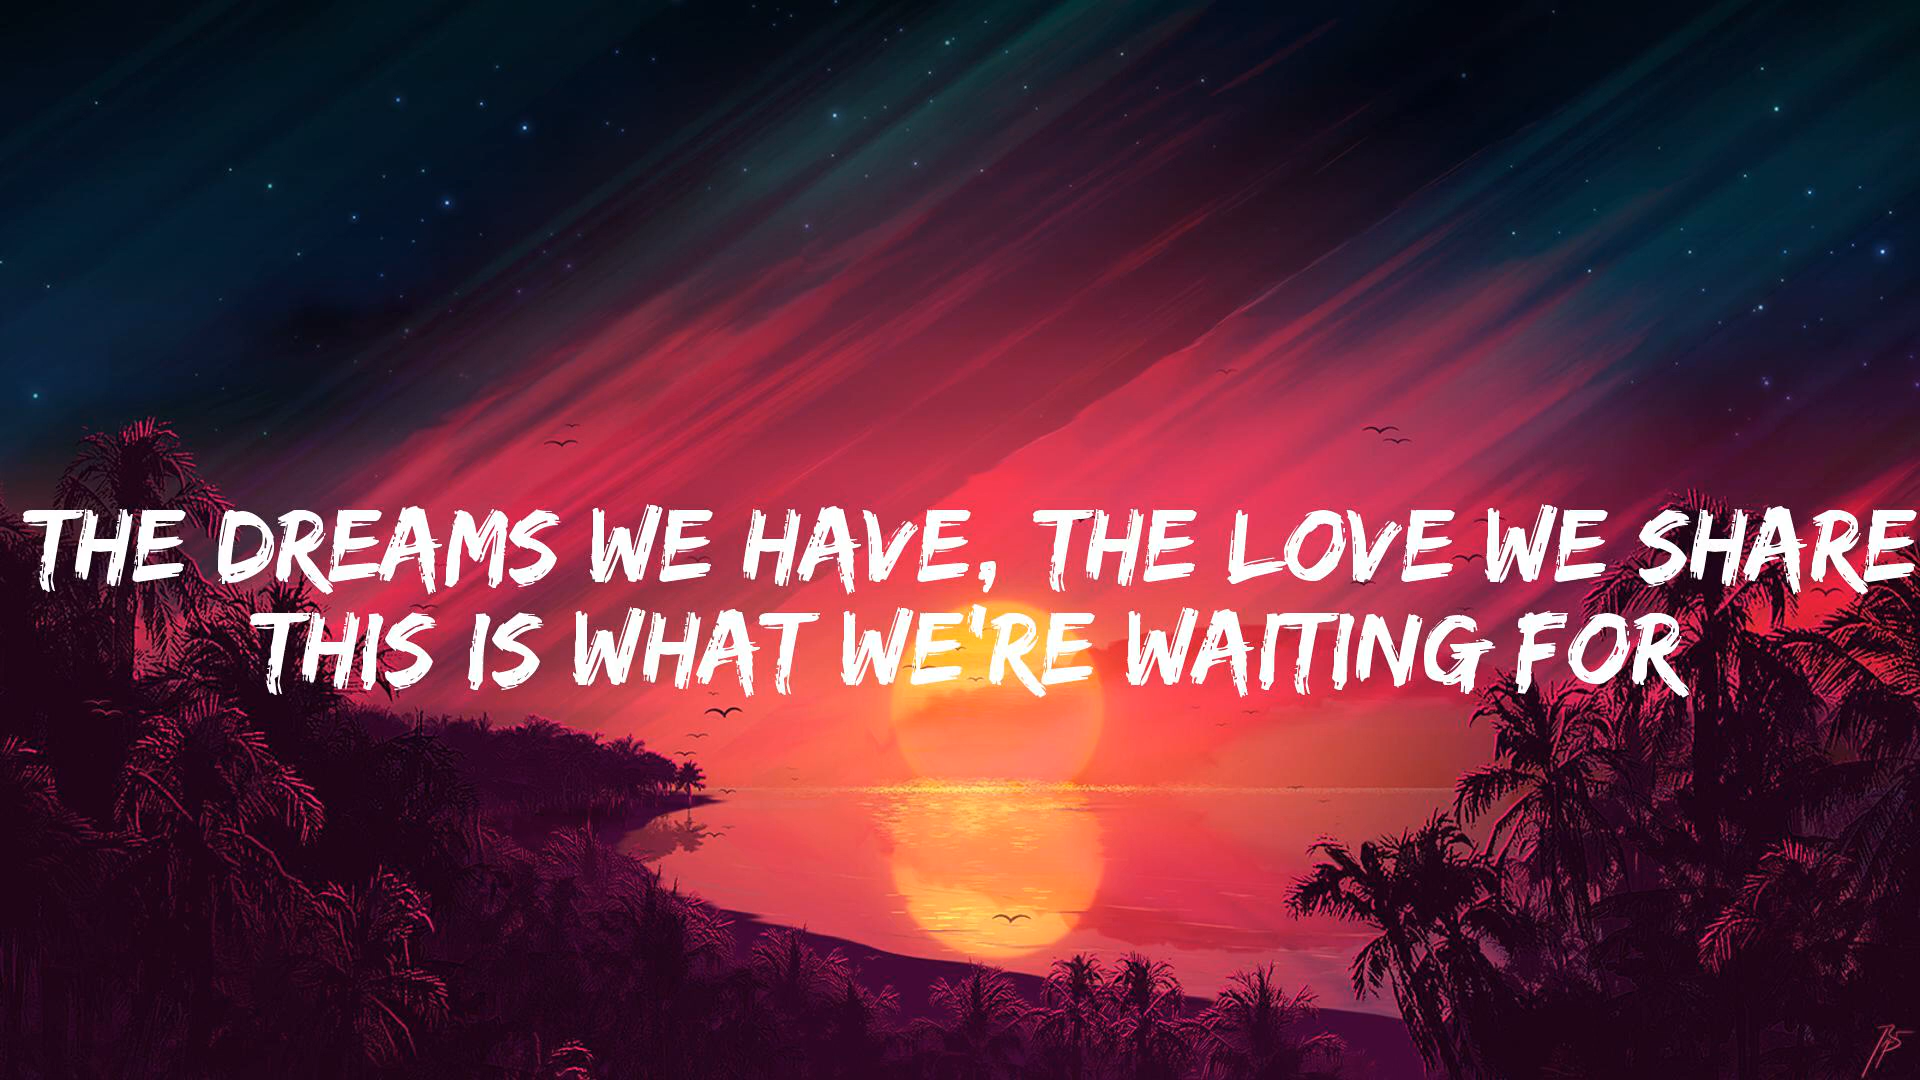 THE DREAMS WE HAVE, THE LOVE WE SHARE
THIS IS WHAT WE'RE WAITING FOR